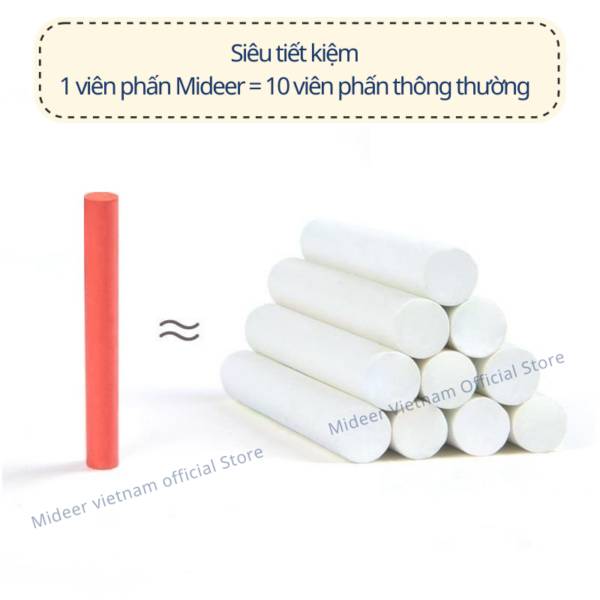 Siêu tiết kiệm
1 viên phấn Mideer = 10 viên phấn thông thường
≈
Mideer Vietnam Official Store
Mideer vietnam official Store